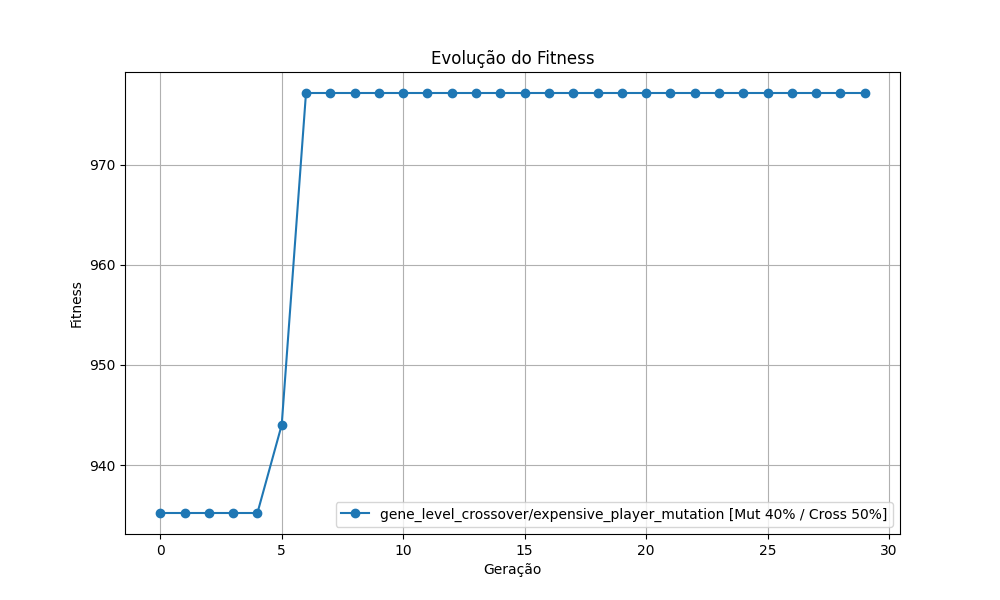 Evolução do Fitness
Fitness
970
960
950
940
gene_level_crossover/expensive_player_mutation [Mut 40% / Cross 50%]
0 5 10 15 20 25 30
Geração